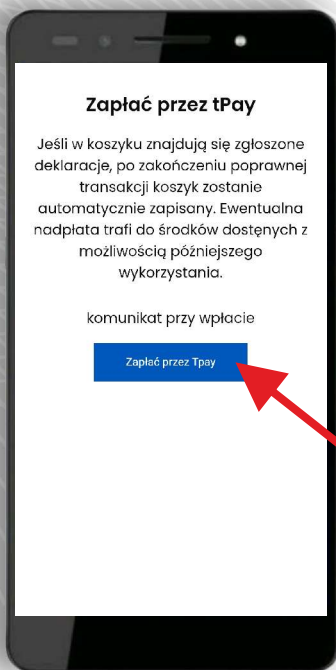 Zapłać przez tPay
Jeśli w koszyku znajdują się zgłoszone
deklaracje, po zakończeniu poprawnej
transakcji koszyk zostanie
automatycznie zapisany. Ewentualna
nadpłata trafi do środków dostęnych z
możliwością późniejszego
wykorzystania.
komunikat przy wpłacie
Zapłać przez Tpay